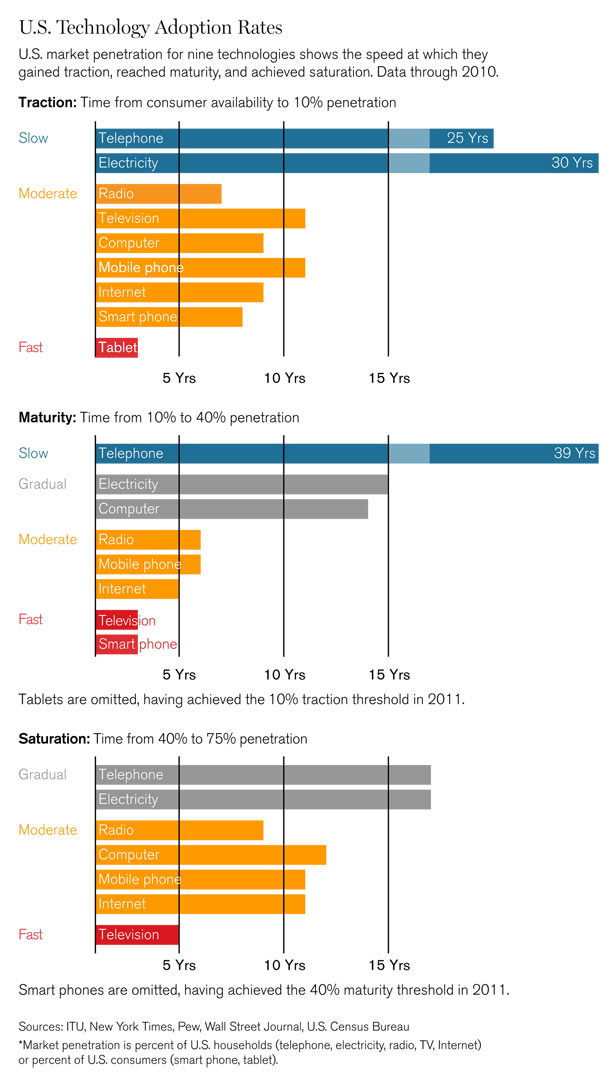 U.S. Technology Adoption Rates
U.S. market penetration for nine technologies shows the speed at which they
gained traction, reached maturity, and achieved saturation. Data through 2010.
Traction: Time from consumer availability to 10% penetration
Slow
Telephone
25 Yrs
Electricity
30 Yrs
Moderate
Radio
Television
Computer
Mobile phone
Internet
Smart phone
Fast
Tablet
5 Yrs
10 Yrs
15 Yrs
Maturity: Time from 10% to 40% penetration
Slow
Telephone
39 Yrs
Gradual
Electricity
Computer
Moderate
Radio
Mobile phone
Internet
Fast
Television
Smart phone
5 Yrs
10 Yrs
15 Yrs
Tablets are omitted, having achieved the 10% traction threshold in 2011.
Saturation: Time from 40% to 75% penetration
Gradual
Telephone
Electricity
Moderate
Radio
Computer
Mobile phone
Internet
Fast
Television
5 Yrs
10 Yrs
15 Yrs
Smart phones are omitted, having achieved the 40% maturity threshold in 2011.
Sources: ITU, New York Times, Pew, Wall Street Journal, U.S. Census Bureau
*Market penetration is percent of U.S. households (telephone, electricity, radio, TV, Internet)
or percent of U.S. consumers (smart phone, tablet).